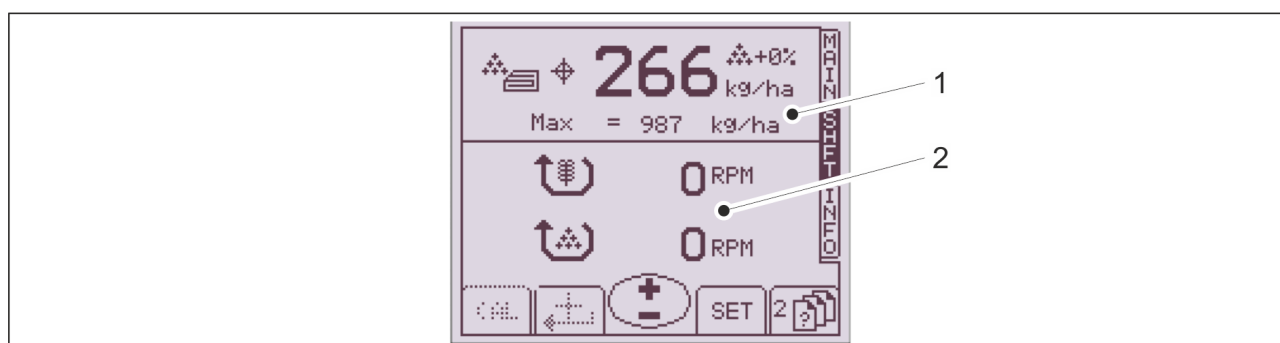 266
+0%
kg/ha
Max = 987 kg/ha
1
0 RPM
2
0 RPM
MAIN
SHFT
INFO
CAL
+
-
SET
2
?